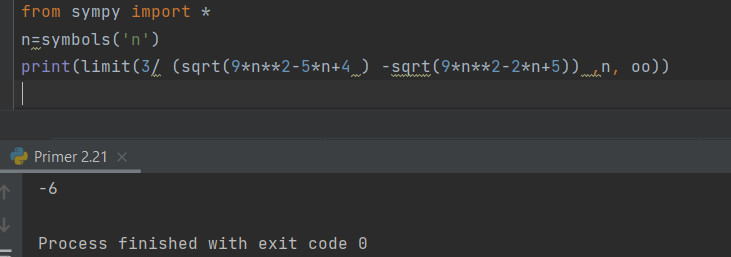 from sympy import *
n=symbols('n')
print(limit(3/ (sqrt(9*n**2-5*n+4 ) -sqrt(9*n**2-2*n+5)) ,n, oo))
Primer 2.21
-6
Process finished with exit code 0